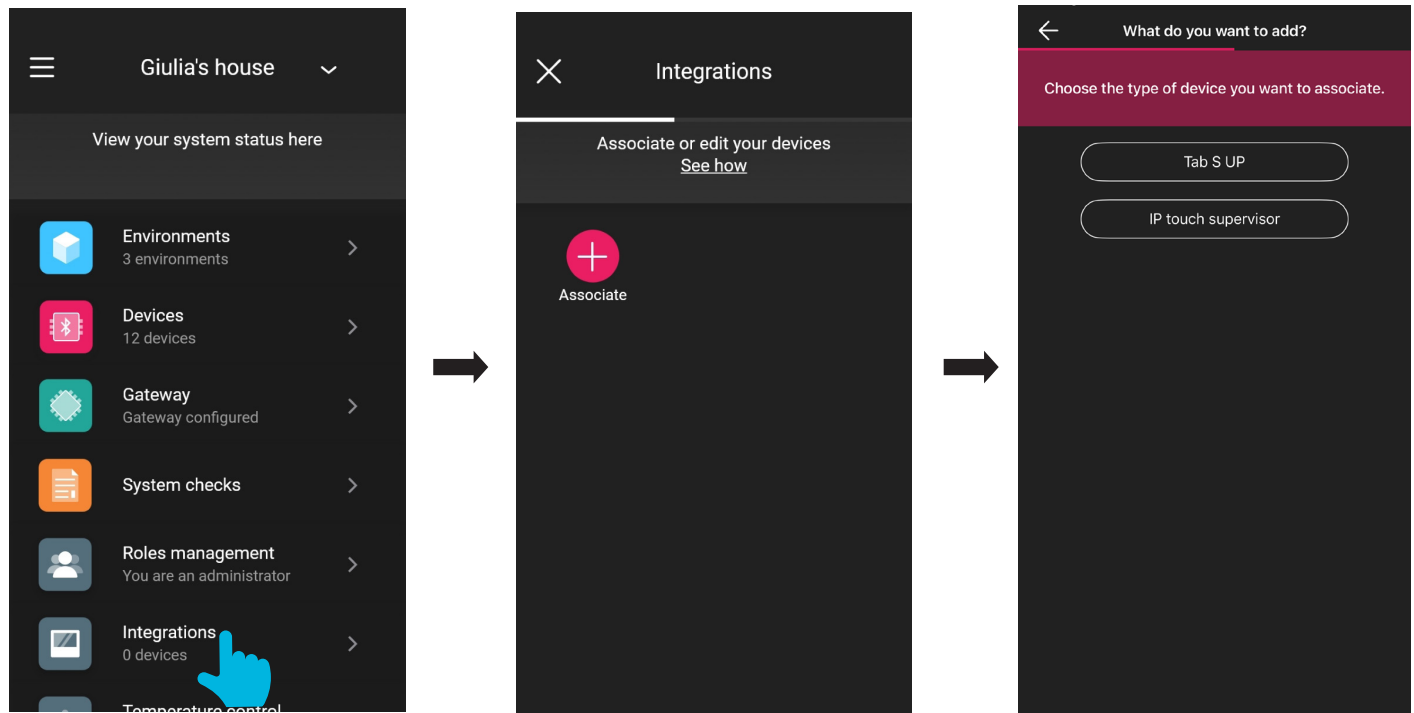 Giulia's house
View your system status here
Environments
3 environments
Devices
12 devices
Gateway
Gateway configured
System checks
Roles management
You are an administrator
Integrations
0 devices
Temperature control
Integrations
Associate or edit your devices
See how
Associate
What do you want to add?
Choose the type of device you want to associate.
Tab S UP
IP touch supervisor